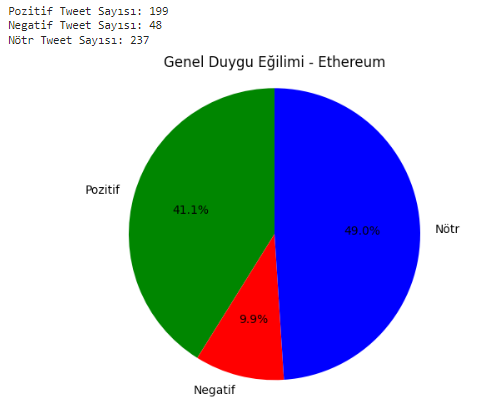 Pozitif Tweet Sayısı: 199
Negatif Tweet Sayısı: 48
Nötr Tweet Sayısı: 237
Genel Duygu Eğilimi - Ethereum
Pozitif
41.1%
49.0%
Nötr
9.9%
Negatif